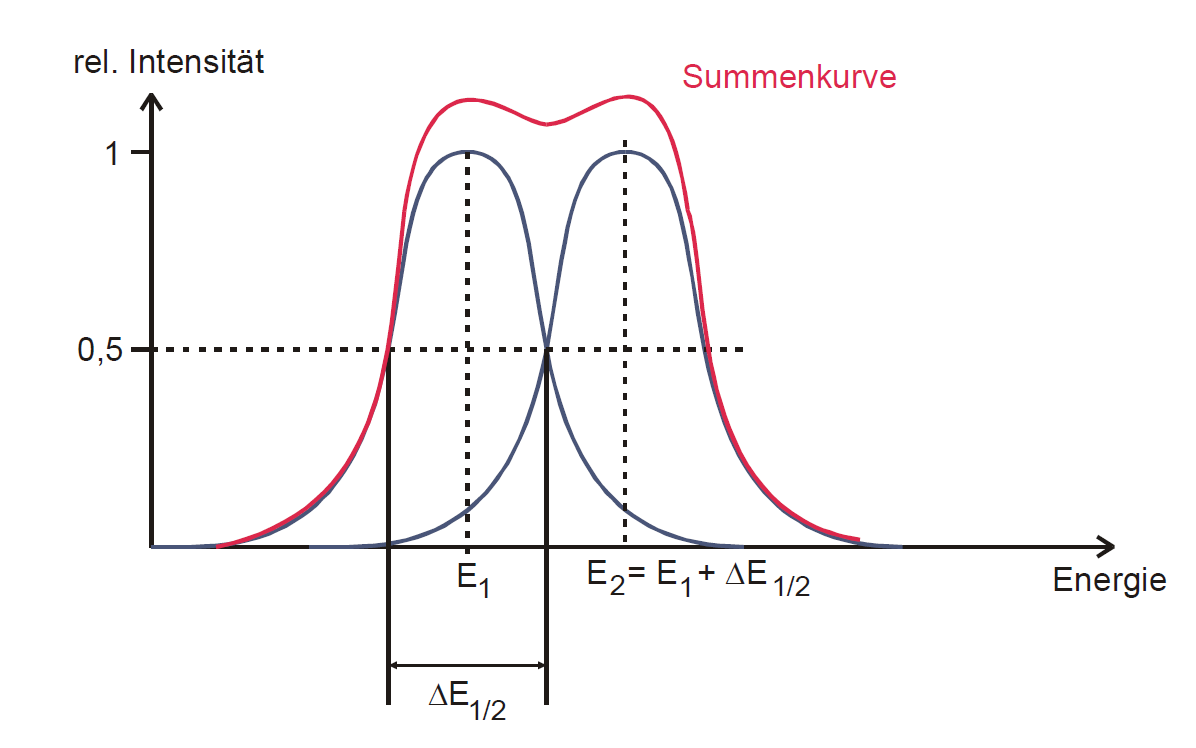 rel. Intensität
Summenkurve
1
0,5
E1
E2= E1+ ΔE1/2
Energie
ΔE1/2